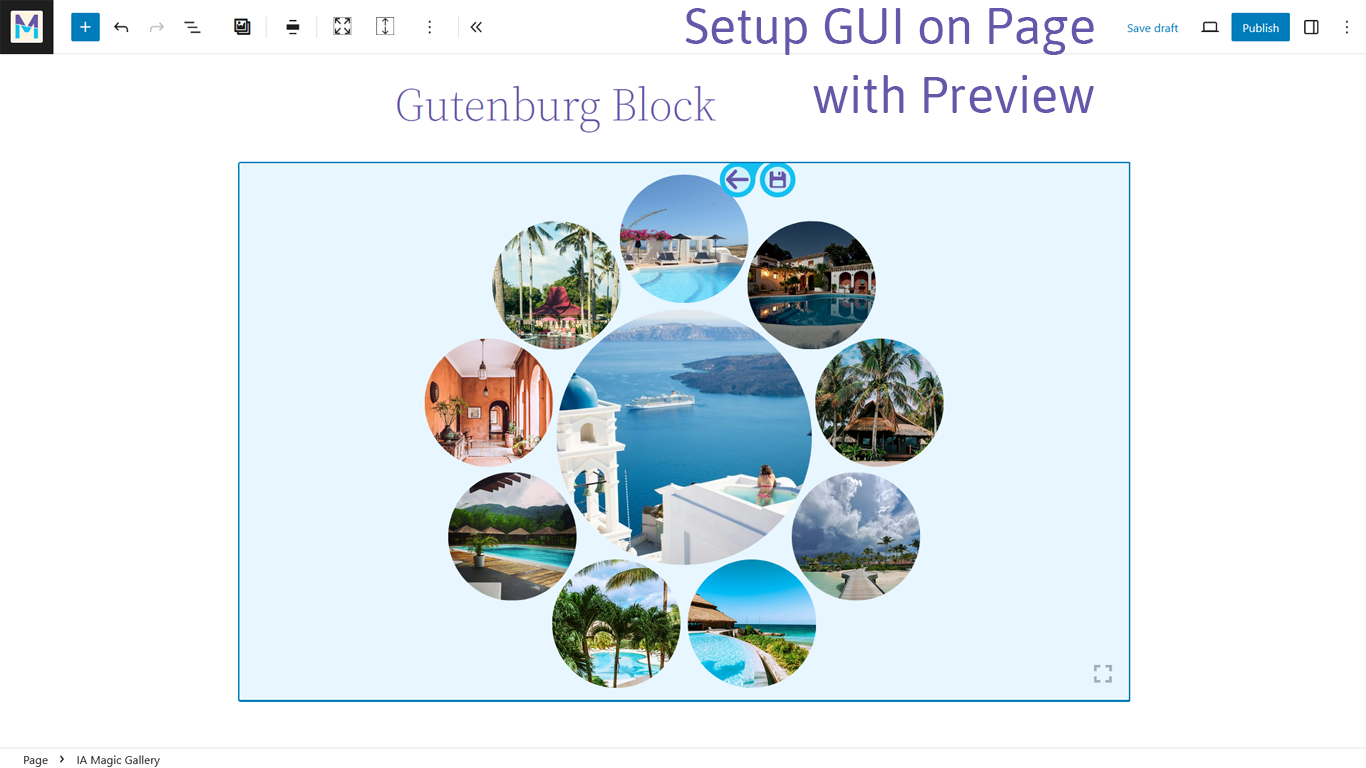 M
Setup GUI on Page
Save draft
Publish
with Preview
Gutenburg Block
Page
IA Magic Gallery